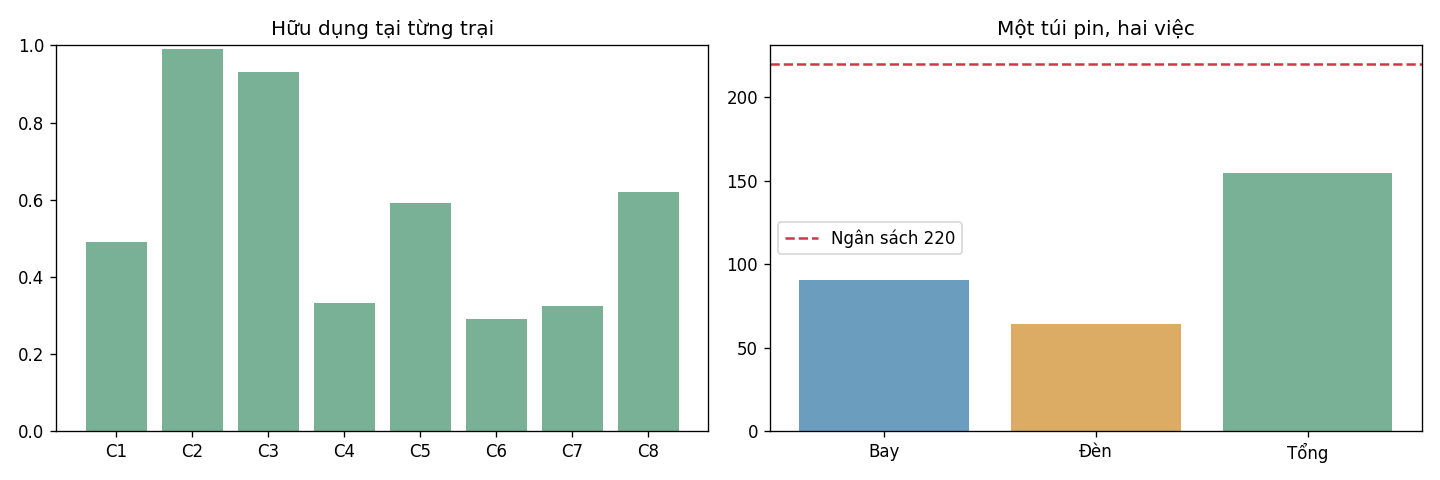 Hữu dụng tại từng trại
1.0
0.8
0.6
0.4
0.2
0.0
C1 C2 C3 C4 C5 C6 C7 C8
Một túi pin, hai việc
200
150
100
50
0
Ngân sách 220
Bay Đèn Tổng